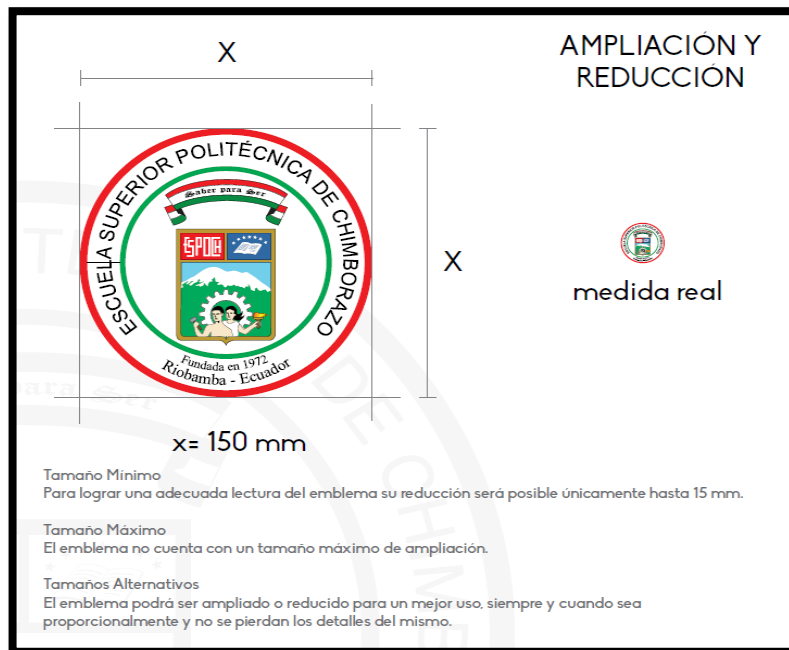 AMPLIACIÓN Y
REDUCCIÓN
X
X
ESCUELA SUPERIOR POLITÉCNICA DE CHIMBORAZO
Saber para Ser
ESPOCH
Fundada en 1972
Riobamba - Ecuador
medida real
x= 150 mm
Tamaño Mínimo
Para lograr una adecuada lectura del emblema su reducción será posible únicamente hasta 15 mm.
Tamaño Máximo
El emblema no cuenta con un tamaño máximo de ampliación.
Tamaños Alternativos
El emblema podrá ser ampliado o reducido para un mejor uso, siempre y cuando sea
proporcionalmente y no se pierdan los detalles del mismo.